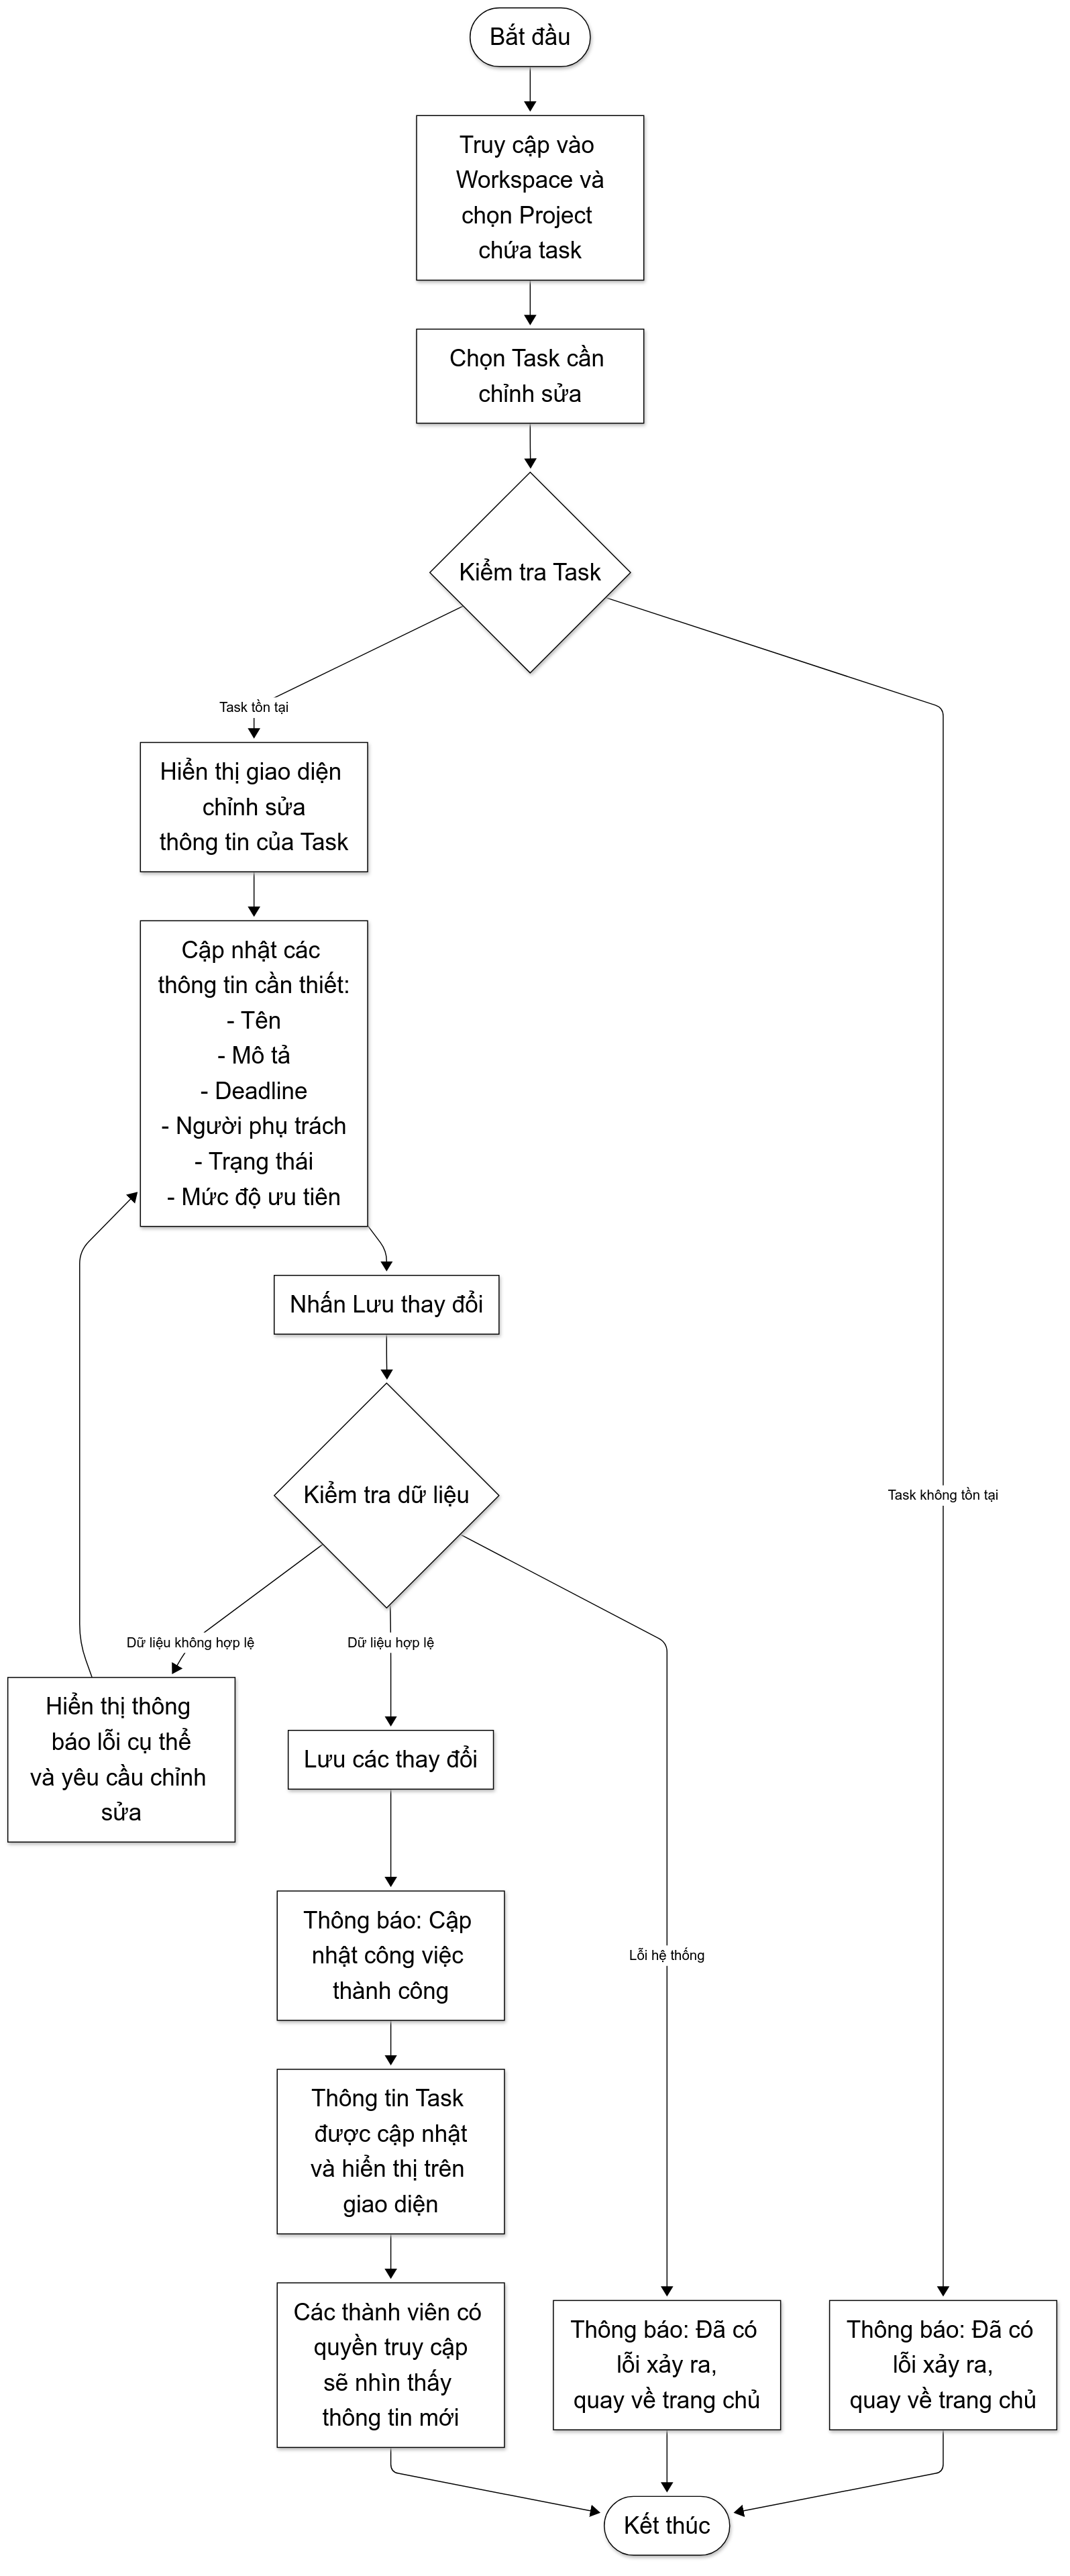 Bắt đầu
Truy cập vào
Workspace và
chọn Project
chứa task
Chọn Task cần
chỉnh sửa
Kiểm tra Task
Task tồn tại
Hiển thị giao diện
chỉnh sửa
thông tin của Task
Cập nhật các
thông tin cần thiết:
- Tên
- Mô tả
- Deadline
- Người phụ trách
- Trạng thái
- Mức độ ưu tiên
Nhấn Lưu thay đổi
Kiểm tra dữ liệu
Task không tồn tại
Dữ liệu không hợp lệ
Dữ liệu hợp lệ
Hiển thị thông
báo lỗi cụ thể
và yêu cầu chỉnh
sửa
Lưu các thay đổi
Thông báo: Cập
nhật công việc
thành công
Lỗi hệ thống
Thông tin Task
được cập nhật
và hiển thị trên
giao diện
Các thành viên có
quyền truy cập
sẽ nhìn thấy
thông tin mới
Thông báo: Đã có
lỗi xảy ra,
quay về trang chủ
Thông báo: Đã có
lỗi xảy ra,
quay về trang chủ
Kết thúc